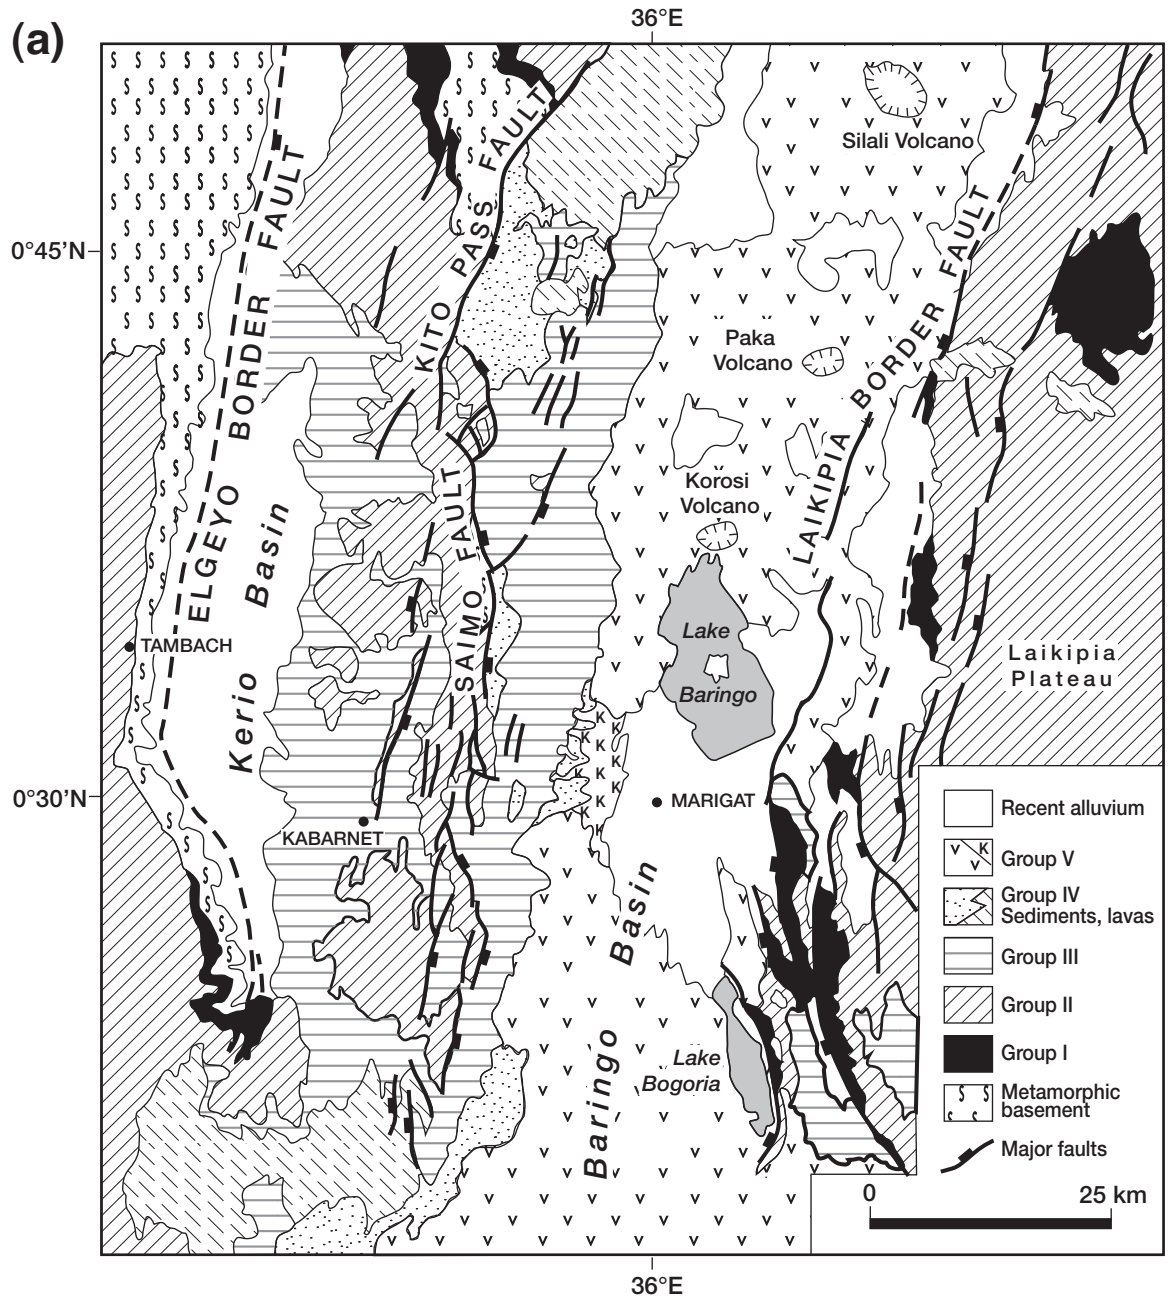 (a)
36°E
Silali Volcano
KITO PASS FAULT
ELGEYO BORDER FAULT
0°45'N
LAIKIPIA BORDER FAULT
Paka
Volcano
Korosi
Volcano
Kerio Basin
SAIMO FAULT
Lake
Baringo
TAMBACH
Laikipia
Plateau
0°30'N
MARIGAT
KABARNET
Baringo Basin
Lake
Bogoria
Recent alluvium
V K V
Group V
Group IV
Sediments, lavas
Group III
Group II
Group I
Metamorphic
basement
Major faults
0 25 km
36°E